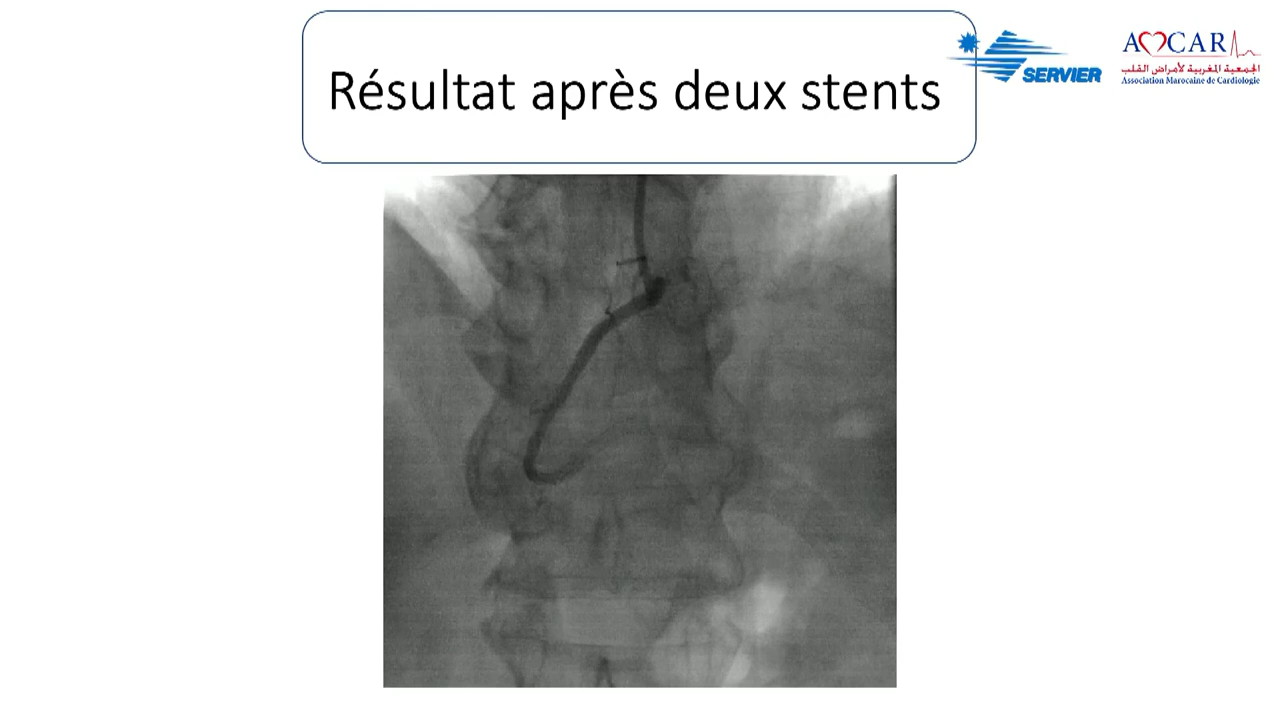 Résultat après deux stents
SERVIER
AMCAR
الجمعية المغربية لأمراض القلب
Association Marocaine de Cardiologie